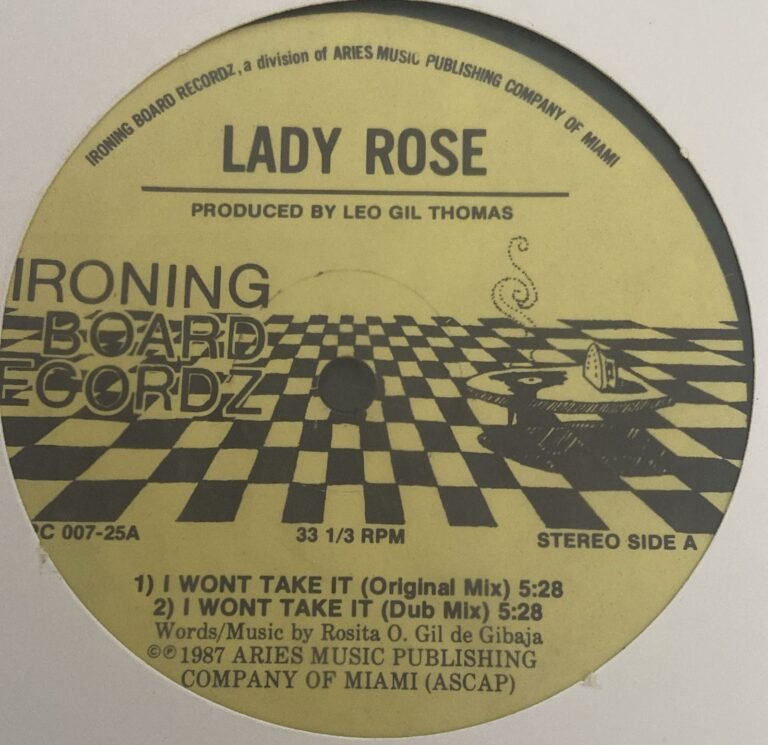 IRONING BOARD RECORDZ, a division of ARIES MUSIC PUBLISHING COMPANY OF MIAMI
LADY ROSE
PRODUCED BY LEO GIL THOMAS
IRONING
BOARD
ECORDZ
C 007-25A
33 1/3 RPM
STEREO SIDE A
1) I WONT TAKE IT (Original Mix) 5:28
2) I WONT TAKE IT (Dub Mix) 5:28
Words/Music by Rosita O. Gil de Gibaja
©℗ 1987 ARIES MUSIC PUBLISHING
COMPANY OF MIAMI (ASCAP)